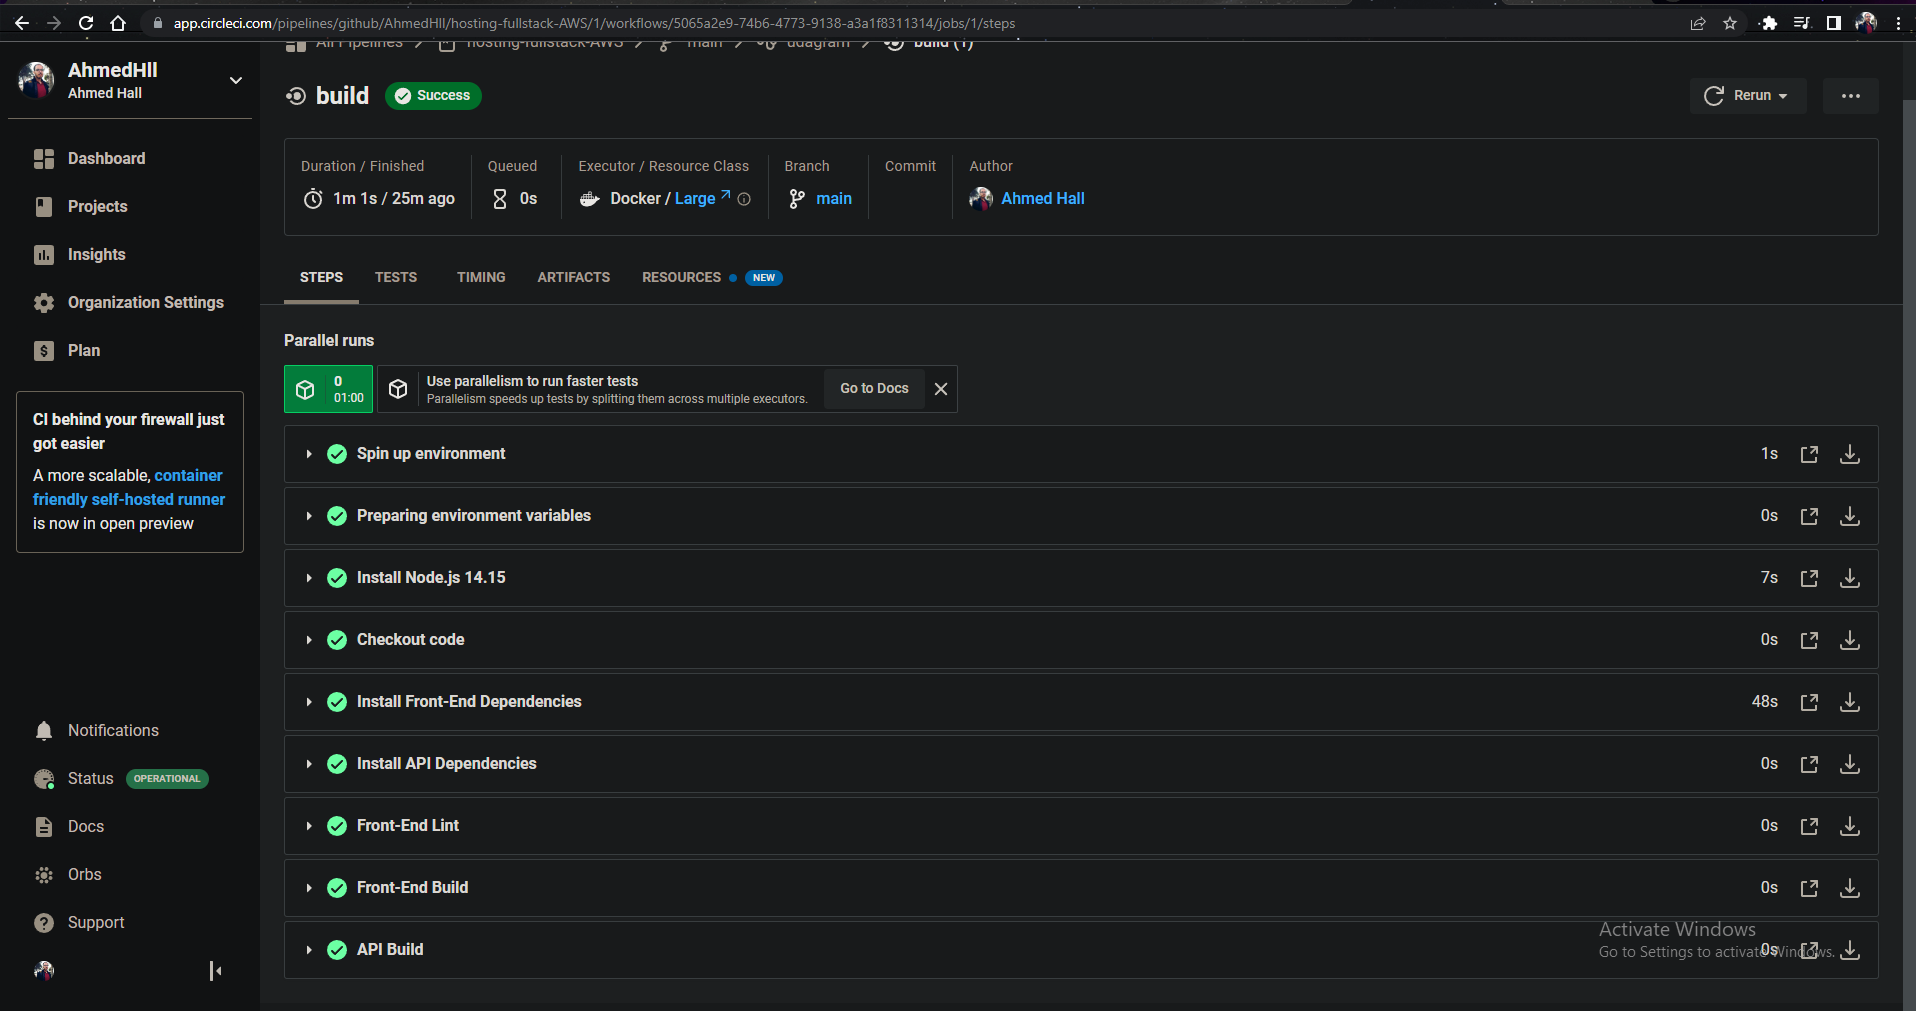 app.circleci.com/pipelines/github/AhmedHll/hosting-fullstack-AWS/1/workflows/5065a2e9-74b6-4773-9138-a3a1f8311314/jobs/1/steps
All Pipelines
hosting-fullstack-AWS
main
udagram
build (1)
AhmedHll
Ahmed Hall
Dashboard
Projects
Insights
Organization Settings
Plan
CI behind your firewall just
got easier
A more scalable, container
friendly self-hosted runner
is now in open preview
Notifications
Status OPERATIONAL
Docs
Orbs
Support
build Success
Rerun
Duration / Finished
1m 1s / 25m ago
Queued
0s
Executor / Resource Class
Docker / Large
Branch
main
Commit
Author
Ahmed Hall
STEPS TESTS TIMING ARTIFACTS RESOURCES NEW
Parallel runs
0
01:00
Use parallelism to run faster tests
Parallelism speeds up tests by splitting them across multiple executors.
Go to Docs
Spin up environment 1s
Preparing environment variables 0s
Install Node.js 14.15 7s
Checkout code 0s
Install Front-End Dependencies 48s
Install API Dependencies 0s
Front-End Lint 0s
Front-End Build 0s
API Build 0s
Activate Windows
Go to Settings to activate Windows.